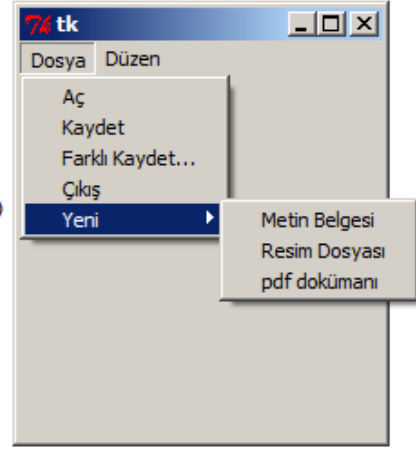 tk
Dosya Düzen
Aç
Kaydet
Farklı Kaydet...
Çıkış
Yeni
Metin Belgesi
Resim Dosyası
pdf dokümanı